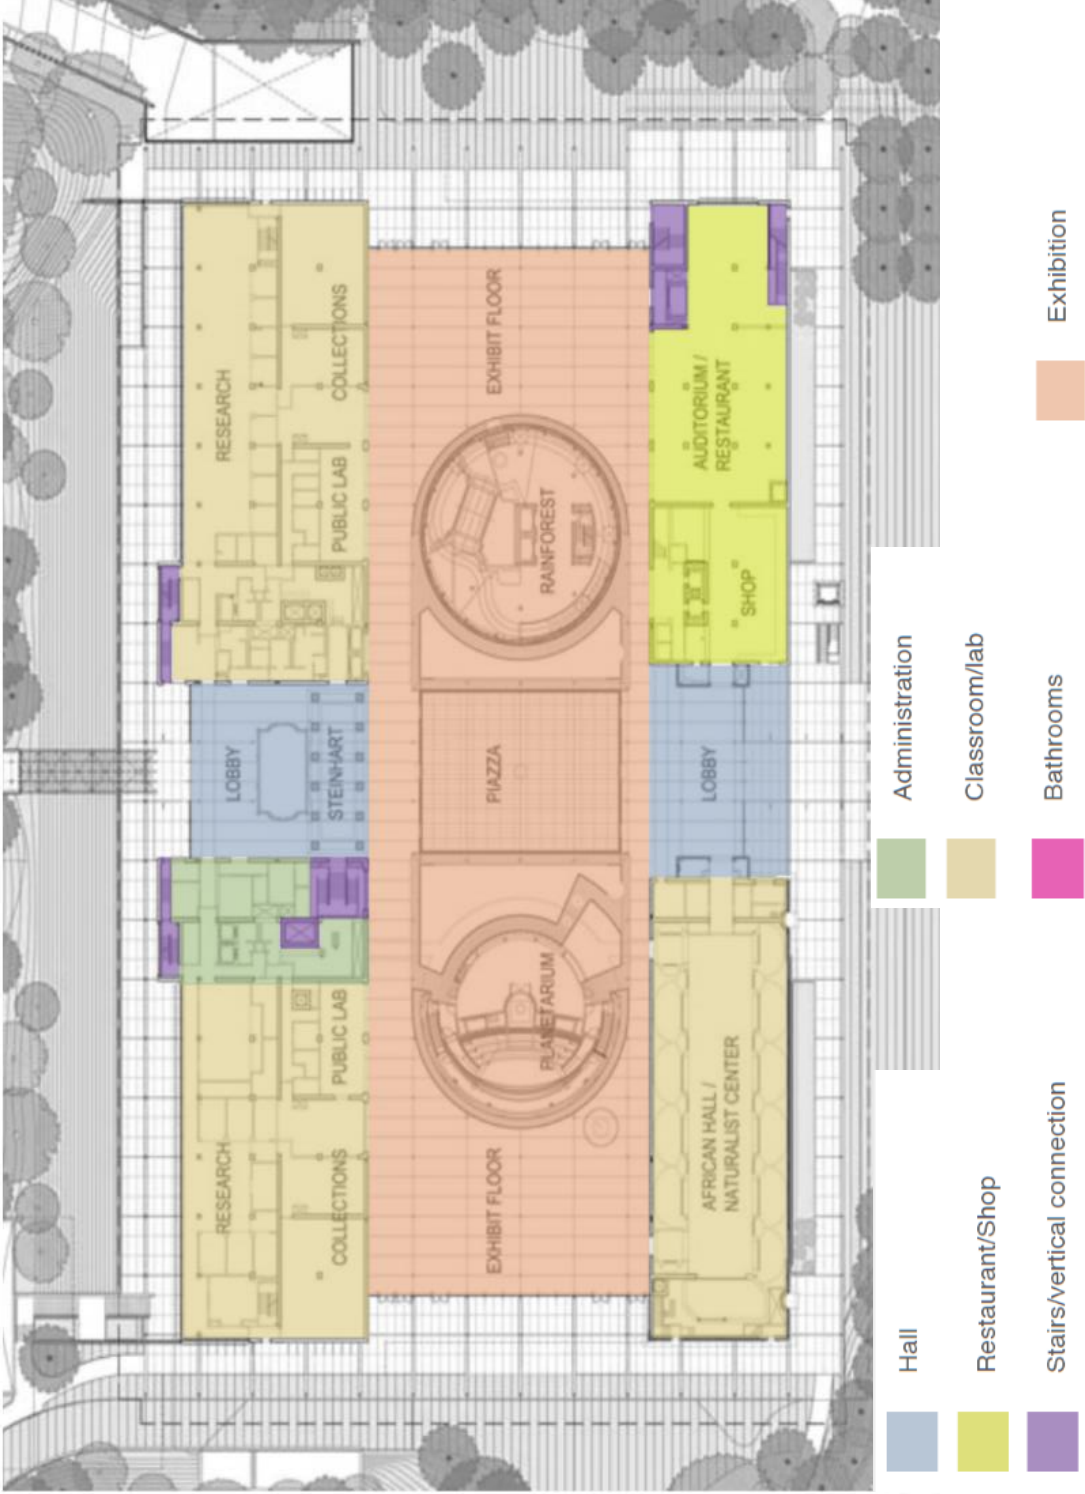 RESEARCH
COLLECTIONS
PUBLIC LAB
LOBBY
STEINHART
PUBLIC LAB
RESEARCH
COLLECTIONS
EXHIBIT FLOOR
PLANETARIUM
PIAZZA
RAINFOREST
EXHIBIT FLOOR
AFRICAN HALL /
NATURALIST CENTER
LOBBY
SHOP
AUDITORIUM /
RESTAURANT
Hall
Administration
Restaurant/Shop
Classroom/lab
Stairs/vertical connection
Bathrooms
Exhibition